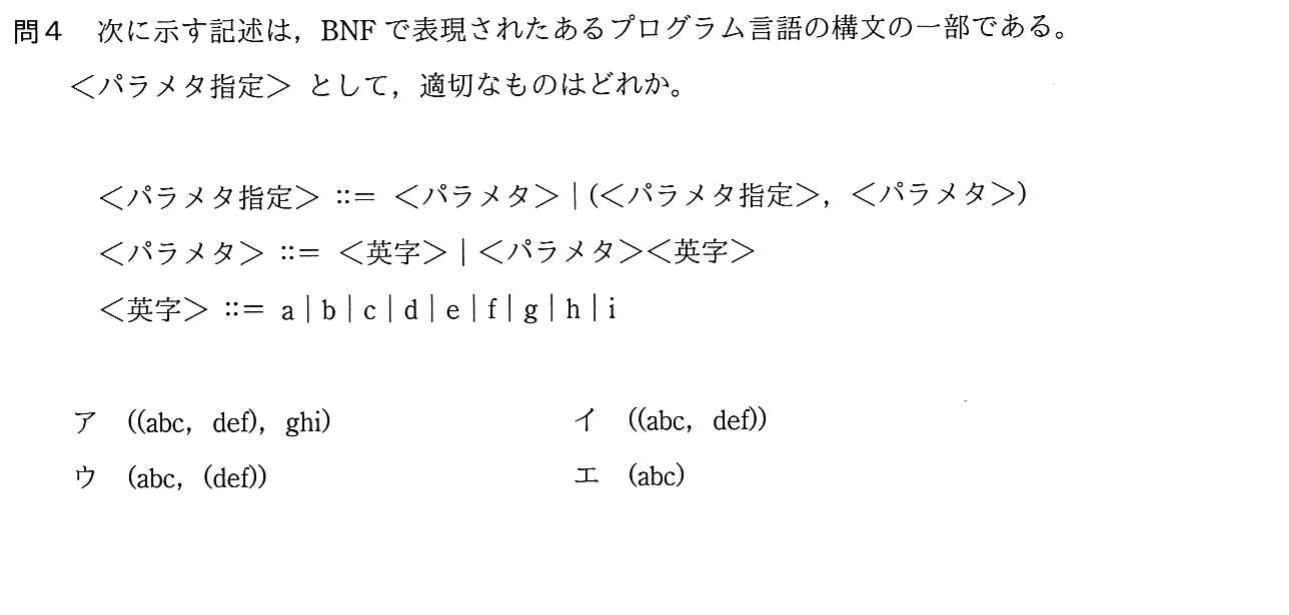 問4 次に示す記述は，BNF で表現されたあるプログラム言語の構文の一部である。
＜パラメタ指定＞ として，適切なものはどれか。
＜パラメタ指定＞ ::= ＜パラメタ＞ | (＜パラメタ指定＞，＜パラメタ＞)
＜パラメタ＞ ::= ＜英字＞ | ＜パラメタ＞＜英字＞
＜英字＞ ::= a | b | c | d | e | f | g | h | i
ア ((abc，def)，ghi) イ ((abc，def))
ウ (abc，(def)) エ (abc)